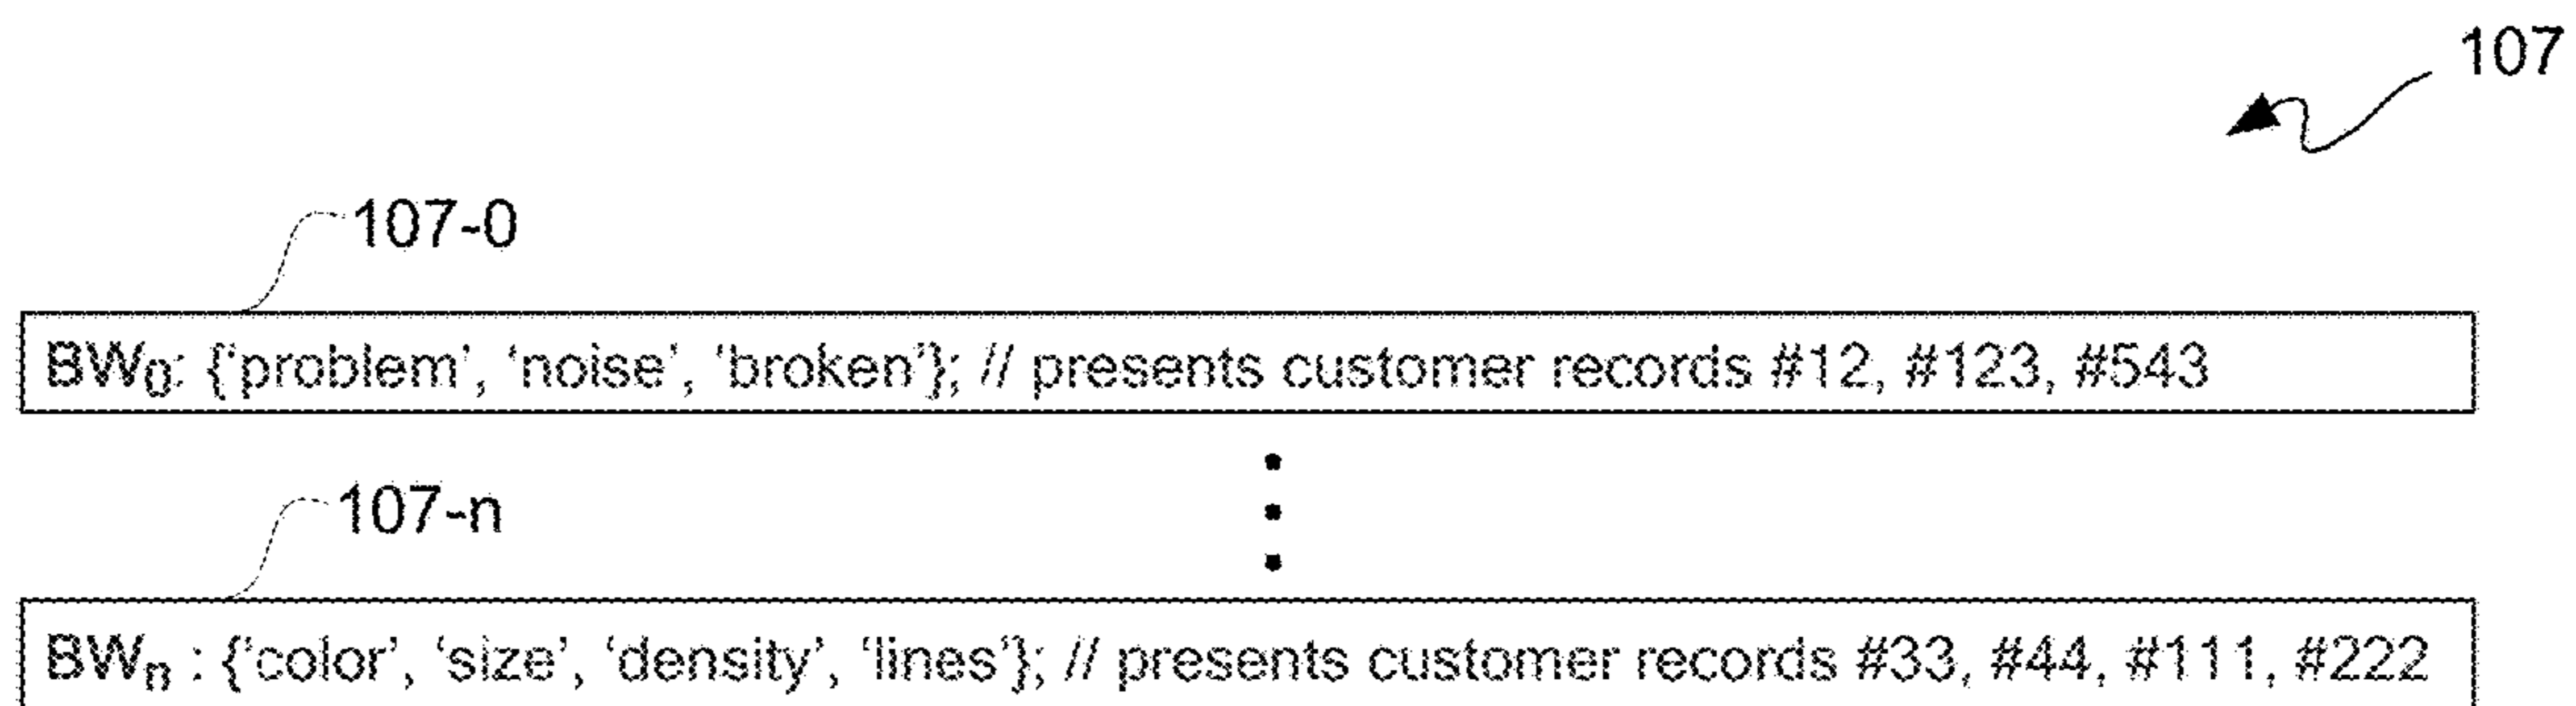 107
107-0
BW0: {‘problem’, ‘noise’, ‘broken’}; // presents customer records #12, #123, #543
107-n
BWn : {‘color’, ‘size’, ‘density’, ‘lines’}; // presents customer records #33, #44, #111, #222